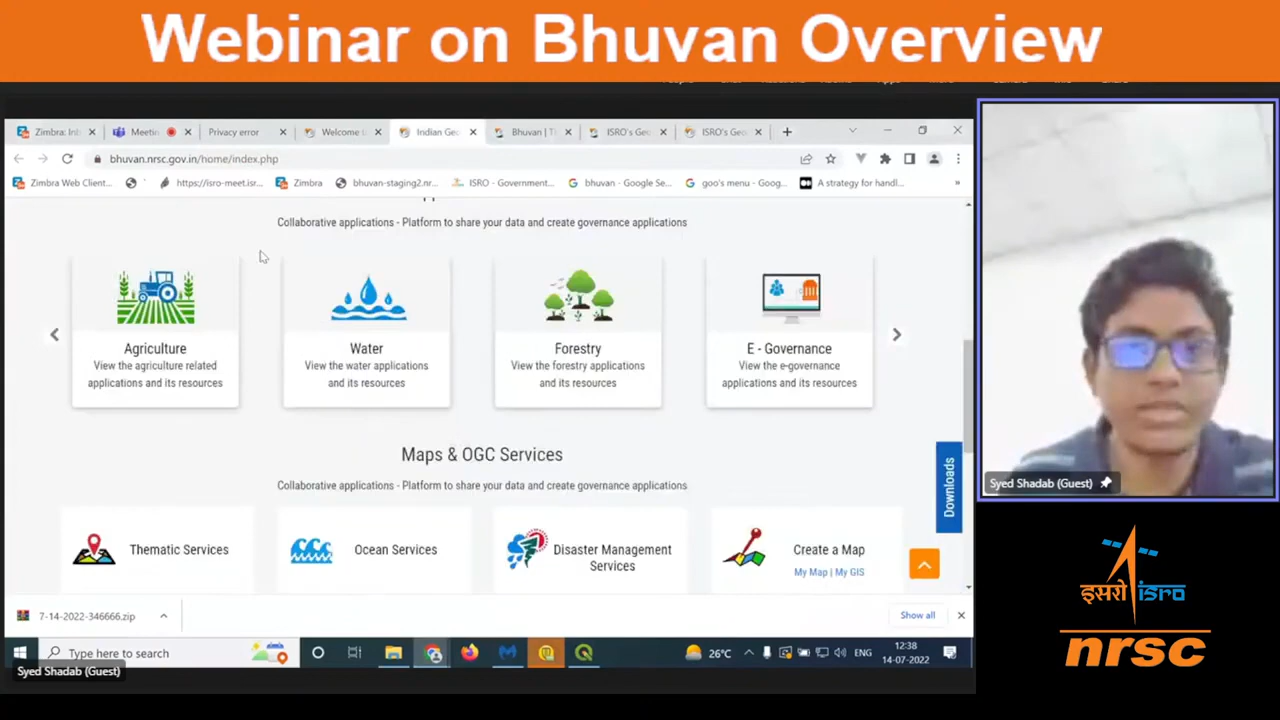 Webinar on Bhuvan Overview
Zimbra: Int
Meetin
Privacy error
Welcome t
Indian Geo
Bhuvan | Th
ISRO's Geo
ISRO's Geo
bhuvan.nrsc.gov.in/home/index.php
Zimbra Web Client...
https://isro-meet.isr...
Zimbra
bhuvan-staging2.nr...
ISRO - Government...
bhuvan - Google Se...
goo's menu - Goog...
A strategy for handl...
»
Collaborative applications - Platform to share your data and create governance applications
Agriculture
View the agriculture related
applications and its resources
Water
View the water applications
and its resources
Forestry
View the forestry applications
and its resources
E - Governance
View the e-governance
applications and its resources
Maps & OGC Services
Collaborative applications - Platform to share your data and create governance applications
Downloads
Thematic Services
Ocean Services
Disaster Management
Services
Create a Map
My Map | My GIS
7-14-2022-346666.zip
Show all
Type here to search
26°C
ENG
12:38
14-07-2022
Syed Shadab (Guest)
Syed Shadab (Guest)
इसरो isro
nrsc